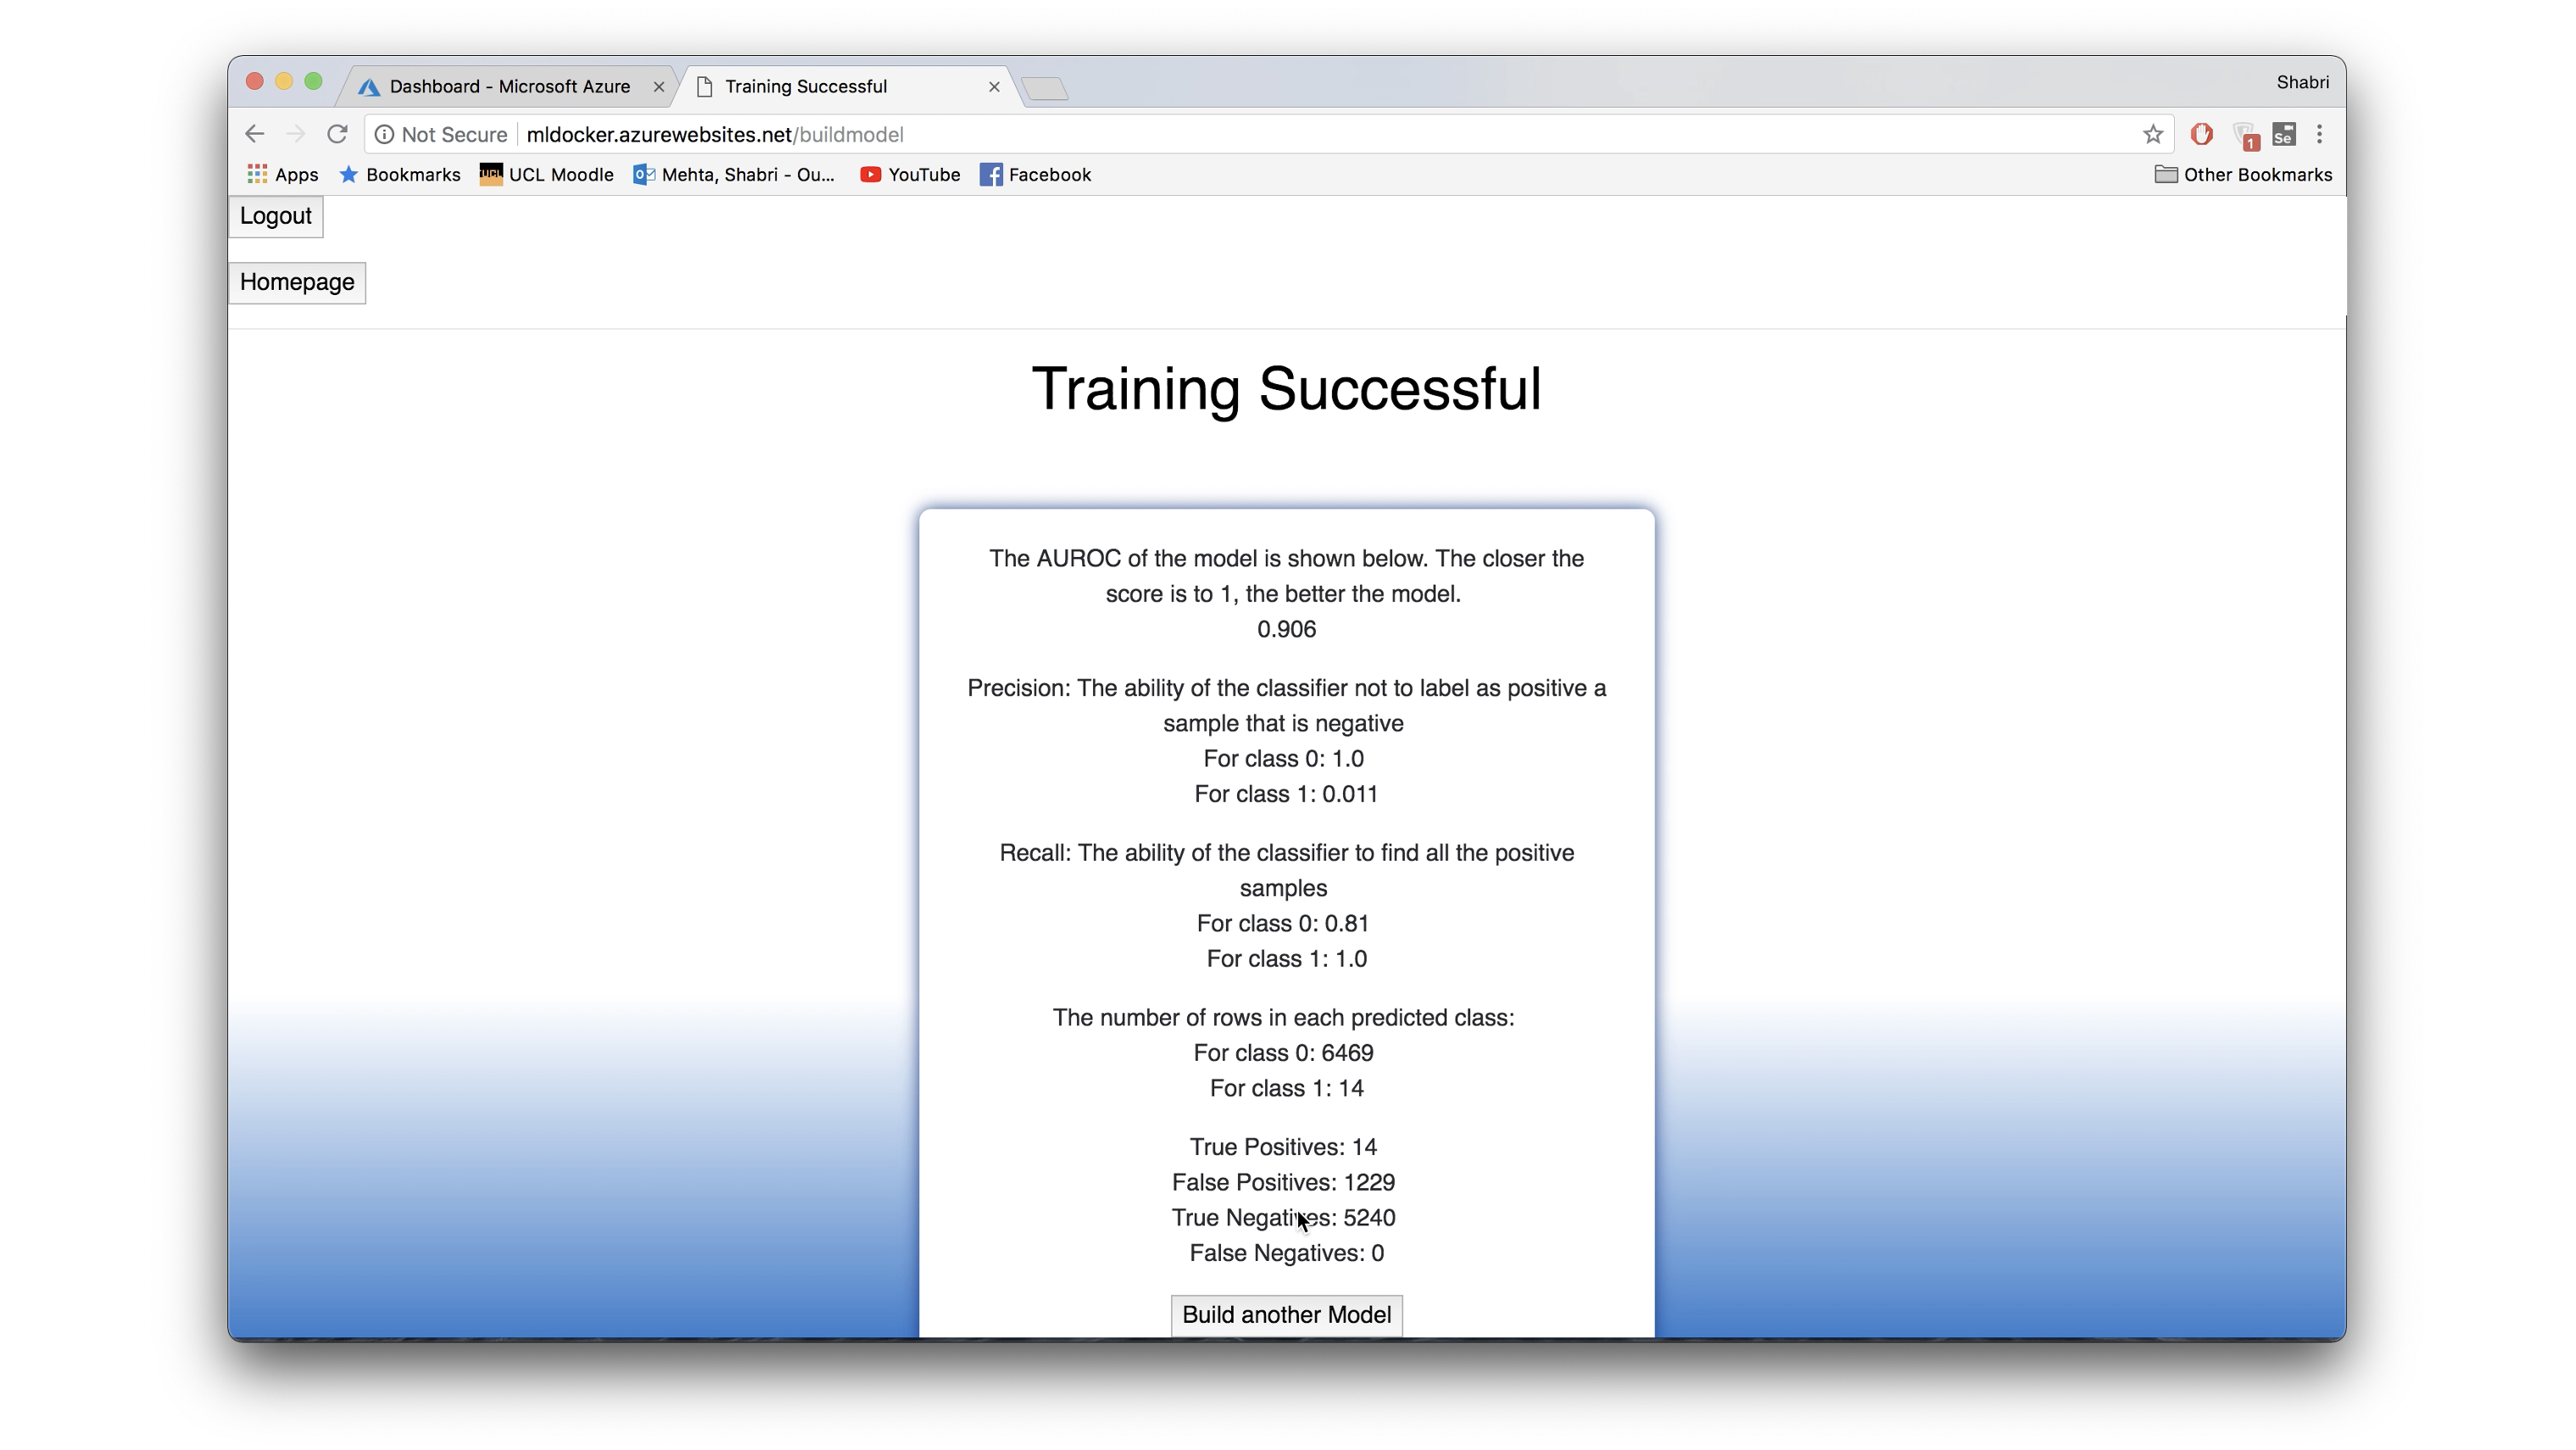 Dashboard - Microsoft Azure
Training Successful
Shabri
Not Secure
mldocker.azurewebsites.net/buildmodel
Se
1
Apps
Bookmarks
UCL
UCL Moodle
Mehta, Shabri - Ou...
YouTube
Facebook
Other Bookmarks
Logout
Homepage
Training Successful
The AUROC of the model is shown below. The closer the
score is to 1, the better the model.
0.906
Precision: The ability of the classifier not to label as positive a
sample that is negative
For class 0: 1.0
For class 1: 0.011
Recall: The ability of the classifier to find all the positive
samples
For class 0: 0.81
For class 1: 1.0
The number of rows in each predicted class:
For class 0: 6469
For class 1: 14
True Positives: 14
False Positives: 1229
True Negatives: 5240
False Negatives: 0
Build another Model